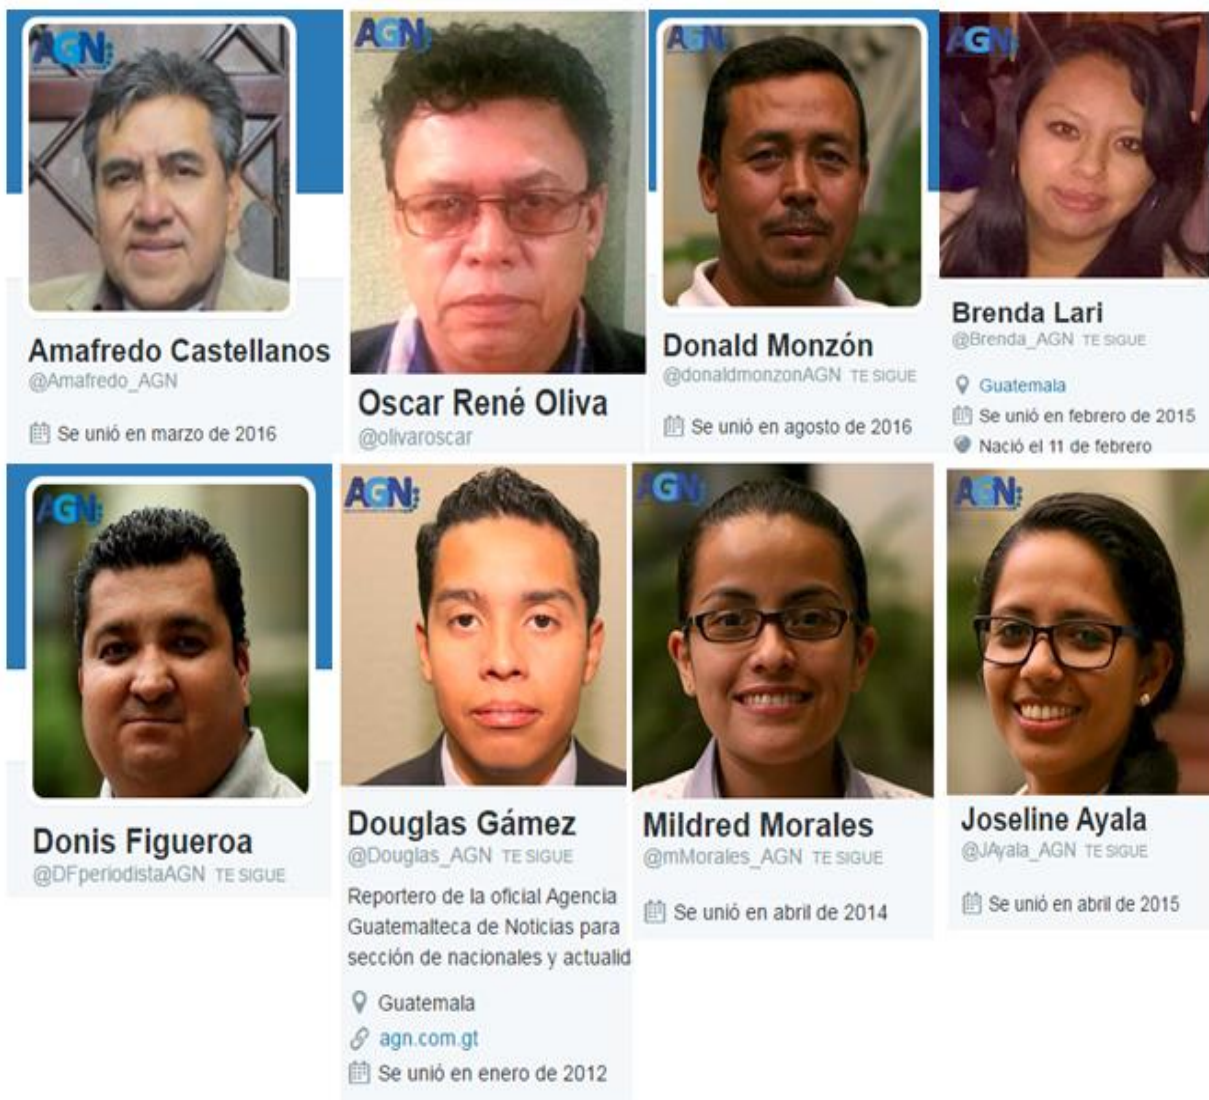 AGN
Amafredo Castellanos
@Amafredo_AGN
Se unió en marzo de 2016
AGN
Oscar René Oliva
@olivaroscar
AGN
Donald Monzón
@donaldmonzonAGN TE SIGUE
Se unió en agosto de 2016
AGN
Brenda Lari
@Brenda_AGN TE SIGUE
Guatemala
Se unió en febrero de 2015
Nació el 11 de febrero
AGN
Donis Figueroa
@DFperiodistaAGN TE SIGUE
AGN
Douglas Gámez
@Douglas_AGN TE SIGUE
Reportero de la oficial Agencia
Guatemalteca de Noticias para
sección de nacionales y actualid
Guatemala
agn.com.gt
Se unió en enero de 2012
AGN
Mildred Morales
@mMorales_AGN TE SIGUE
Se unió en abril de 2014
AGN
Joseline Ayala
@JAyala_AGN TE SIGUE
Se unió en abril de 2015